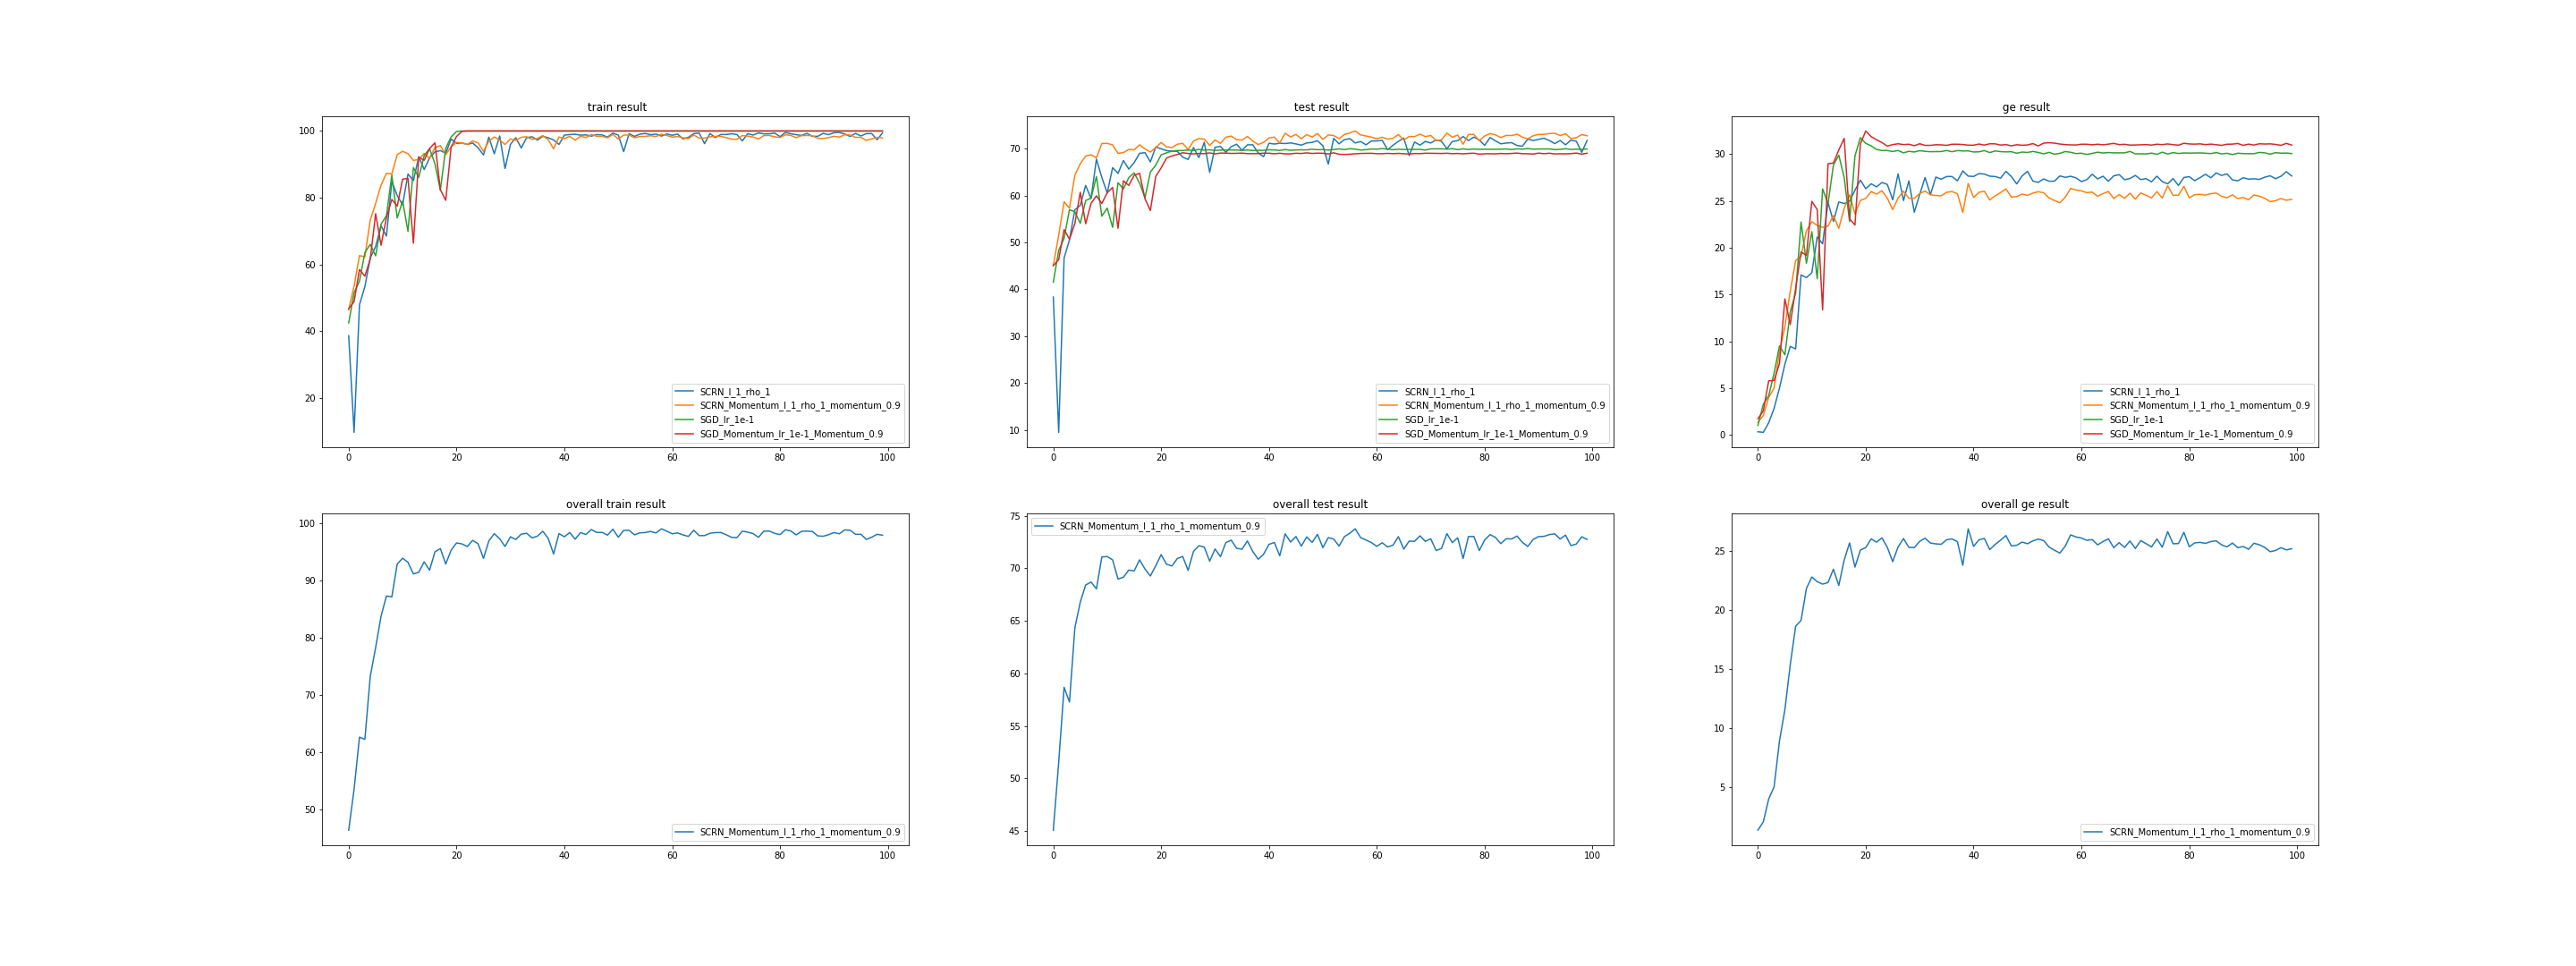 train result
100
80
60
40
20
SCRN_l_1_rho_1
SCRN_Momentum_l_1_rho_1_momentum_0.9
SGD_lr_1e-1
SGD_Momentum_lr_1e-1_Momentum_0.9
0 20 40 60 80 100
test result
70
60
50
40
30
20
10
SCRN_l_1_rho_1
SCRN_Momentum_l_1_rho_1_momentum_0.9
SGD_lr_1e-1
SGD_Momentum_lr_1e-1_Momentum_0.9
0 20 40 60 80 100
ge result
30
25
20
15
10
5
0
SCRN_l_1_rho_1
SCRN_Momentum_l_1_rho_1_momentum_0.9
SGD_lr_1e-1
SGD_Momentum_lr_1e-1_Momentum_0.9
0 20 40 60 80 100
overall train result
100
90
80
70
60
50
SCRN_Momentum_l_1_rho_1_momentum_0.9
0 20 40 60 80 100
overall test result
75
SCRN_Momentum_l_1_rho_1_momentum_0.9
70
65
60
55
50
45
0 20 40 60 80 100
overall ge result
25
20
15
10
5
SCRN_Momentum_l_1_rho_1_momentum_0.9
0 20 40 60 80 100